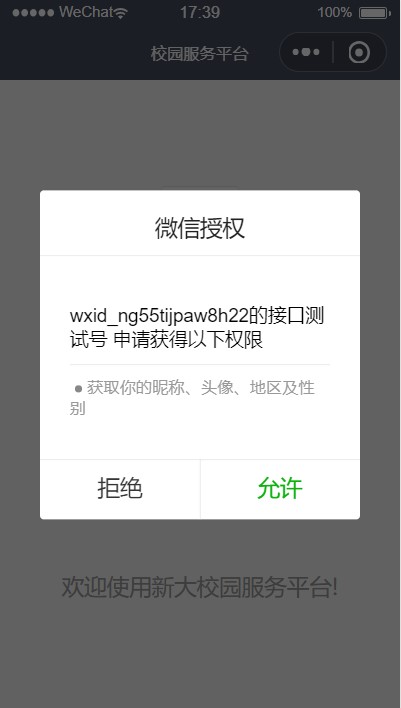 WeChat 17:39 100%
校园服务平台
微信授权
wxid_ng55tijpaw8h22的接口测
试号 申请获得以下权限
获取你的昵称、头像、地区及性
别
拒绝 允许
欢迎使用新大校园服务平台!